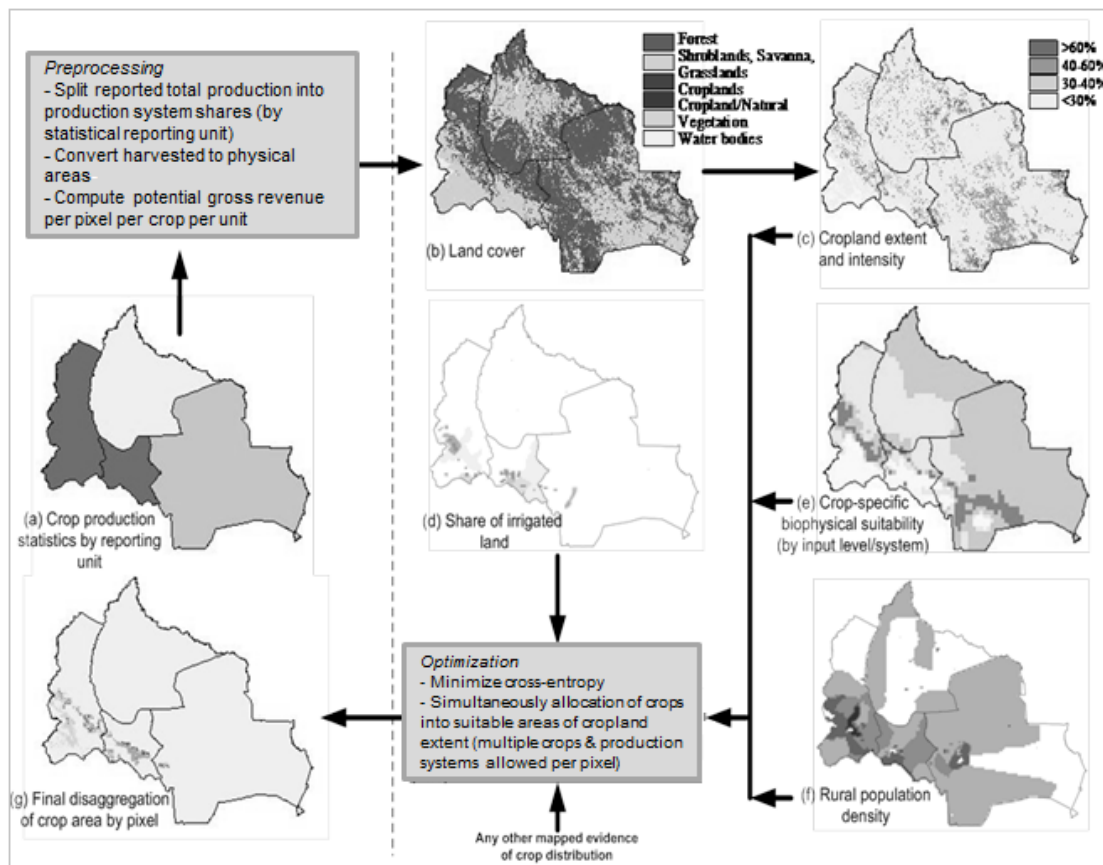 Preprocessing
- Split reported total production into
production system shares (by
statistical reporting unit)
- Convert harvested to physical
areas
- Compute potential gross revenue
per pixel per crop per unit
Forest
Shrublands, Savanna,
Grasslands
Croplands
Cropland/Natural
Vegetation
Water bodies
(b) Land cover
>60%
40-60%
30-40%
<30%
(c) Cropland extent
and intensity
(a) Crop production
statistics by reporting
unit
(d) Share of irrigated
land
(e) Crop-specific
biophysical suitability
(by input level/system)
Optimization
- Minimize cross-entropy
- Simultaneously allocation of crops
into suitable areas of cropland
extent (multiple crops & production
systems allowed per pixel)
(g) Final disaggregation
of crop area by pixel
(f) Rural population
density
Any other mapped evidence
of crop distribution